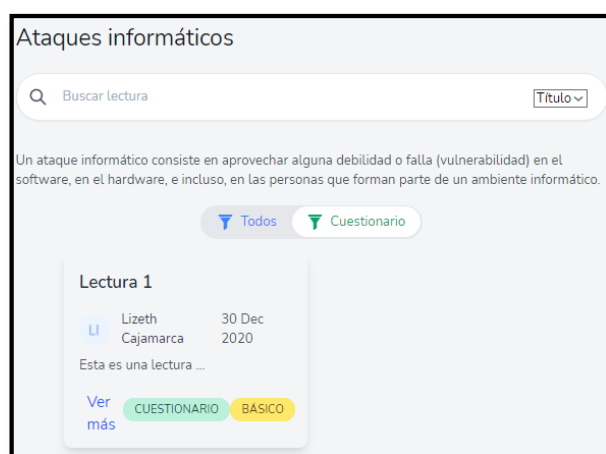 Ataques informáticos
Buscar lectura
Título
Un ataque informático consiste en aprovechar alguna debilidad o falla (vulnerabilidad) en el
software, en el hardware, e incluso, en las personas que forman parte de un ambiente informático.
Todos
Cuestionario
Lectura 1
LI
Lizeth
Cajamarca
30 Dec
2020
Esta es una lectura ...
Ver
más
CUESTIONARIO
BÁSICO